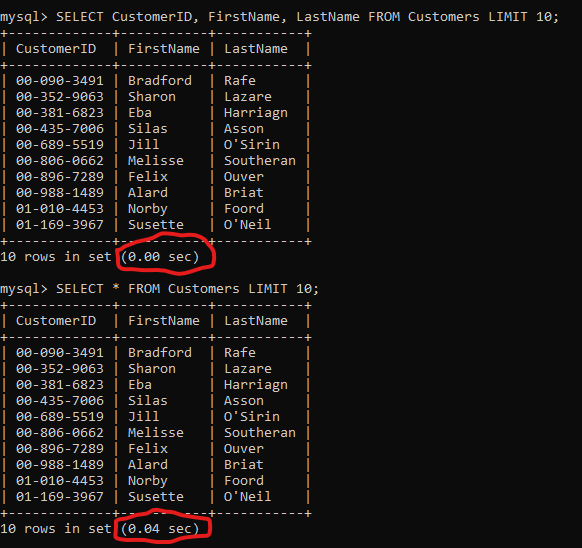 mysql> SELECT CustomerID, FirstName, LastName FROM Customers LIMIT 10;
+-------------+-----------+-----------+
| CustomerID  | FirstName | LastName  |
+-------------+-----------+-----------+
| 00-090-3491 | Bradford  | Rafe      |
| 00-352-9063 | Sharon    | Lazare    |
| 00-381-6823 | Eba       | Harriagn  |
| 00-435-7006 | Silas     | Asson     |
| 00-689-5519 | Jill      | O'Sirin   |
| 00-806-0662 | Melisse   | Southeran |
| 00-896-7289 | Felix     | Ouver     |
| 00-988-1489 | Alard     | Briat     |
| 01-010-4453 | Norby     | Foord     |
| 01-169-3967 | Susette   | O'Neil    |
+-------------+-----------+-----------+
10 rows in set (0.00 sec)
mysql> SELECT * FROM Customers LIMIT 10;
+-------------+-----------+-----------+
| CustomerID  | FirstName | LastName  |
+-------------+-----------+-----------+
| 00-090-3491 | Bradford  | Rafe      |
| 00-352-9063 | Sharon    | Lazare    |
| 00-381-6823 | Eba       | Harriagn  |
| 00-435-7006 | Silas     | Asson     |
| 00-689-5519 | Jill      | O'Sirin   |
| 00-806-0662 | Melisse   | Southeran |
| 00-896-7289 | Felix     | Ouver     |
| 00-988-1489 | Alard     | Briat     |
| 01-010-4453 | Norby     | Foord     |
| 01-169-3967 | Susette   | O'Neil    |
+-------------+-----------+-----------+
10 rows in set (0.04 sec)